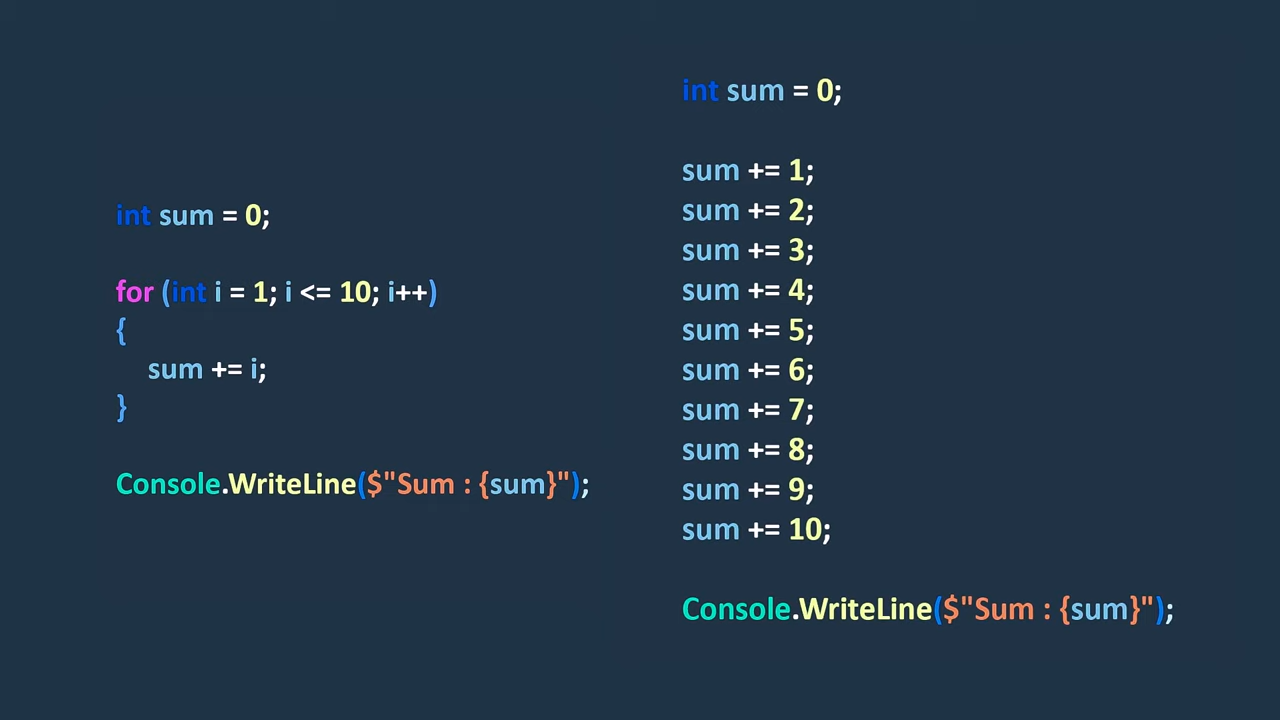 int sum = 0;
for (int i = 1; i <= 10; i++)
{
sum += i;
}
Console.WriteLine($"Sum : {sum}");
int sum = 0;
sum += 1;
sum += 2;
sum += 3;
sum += 4;
sum += 5;
sum += 6;
sum += 7;
sum += 8;
sum += 9;
sum += 10;
Console.WriteLine($"Sum : {sum}");